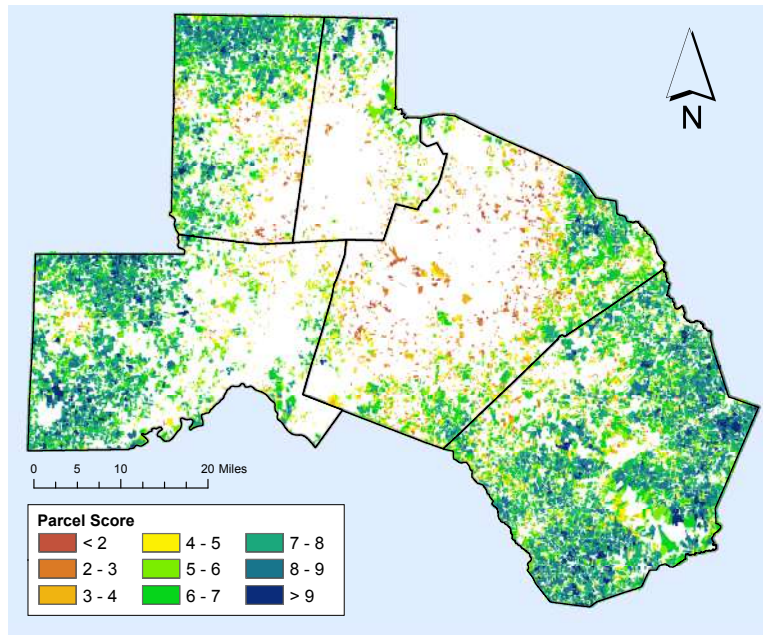 N
0 5 10 20 Miles
Parcel Score
< 2 4 - 5 7 - 8
2 - 3 5 - 6 8 - 9
3 - 4 6 - 7 > 9